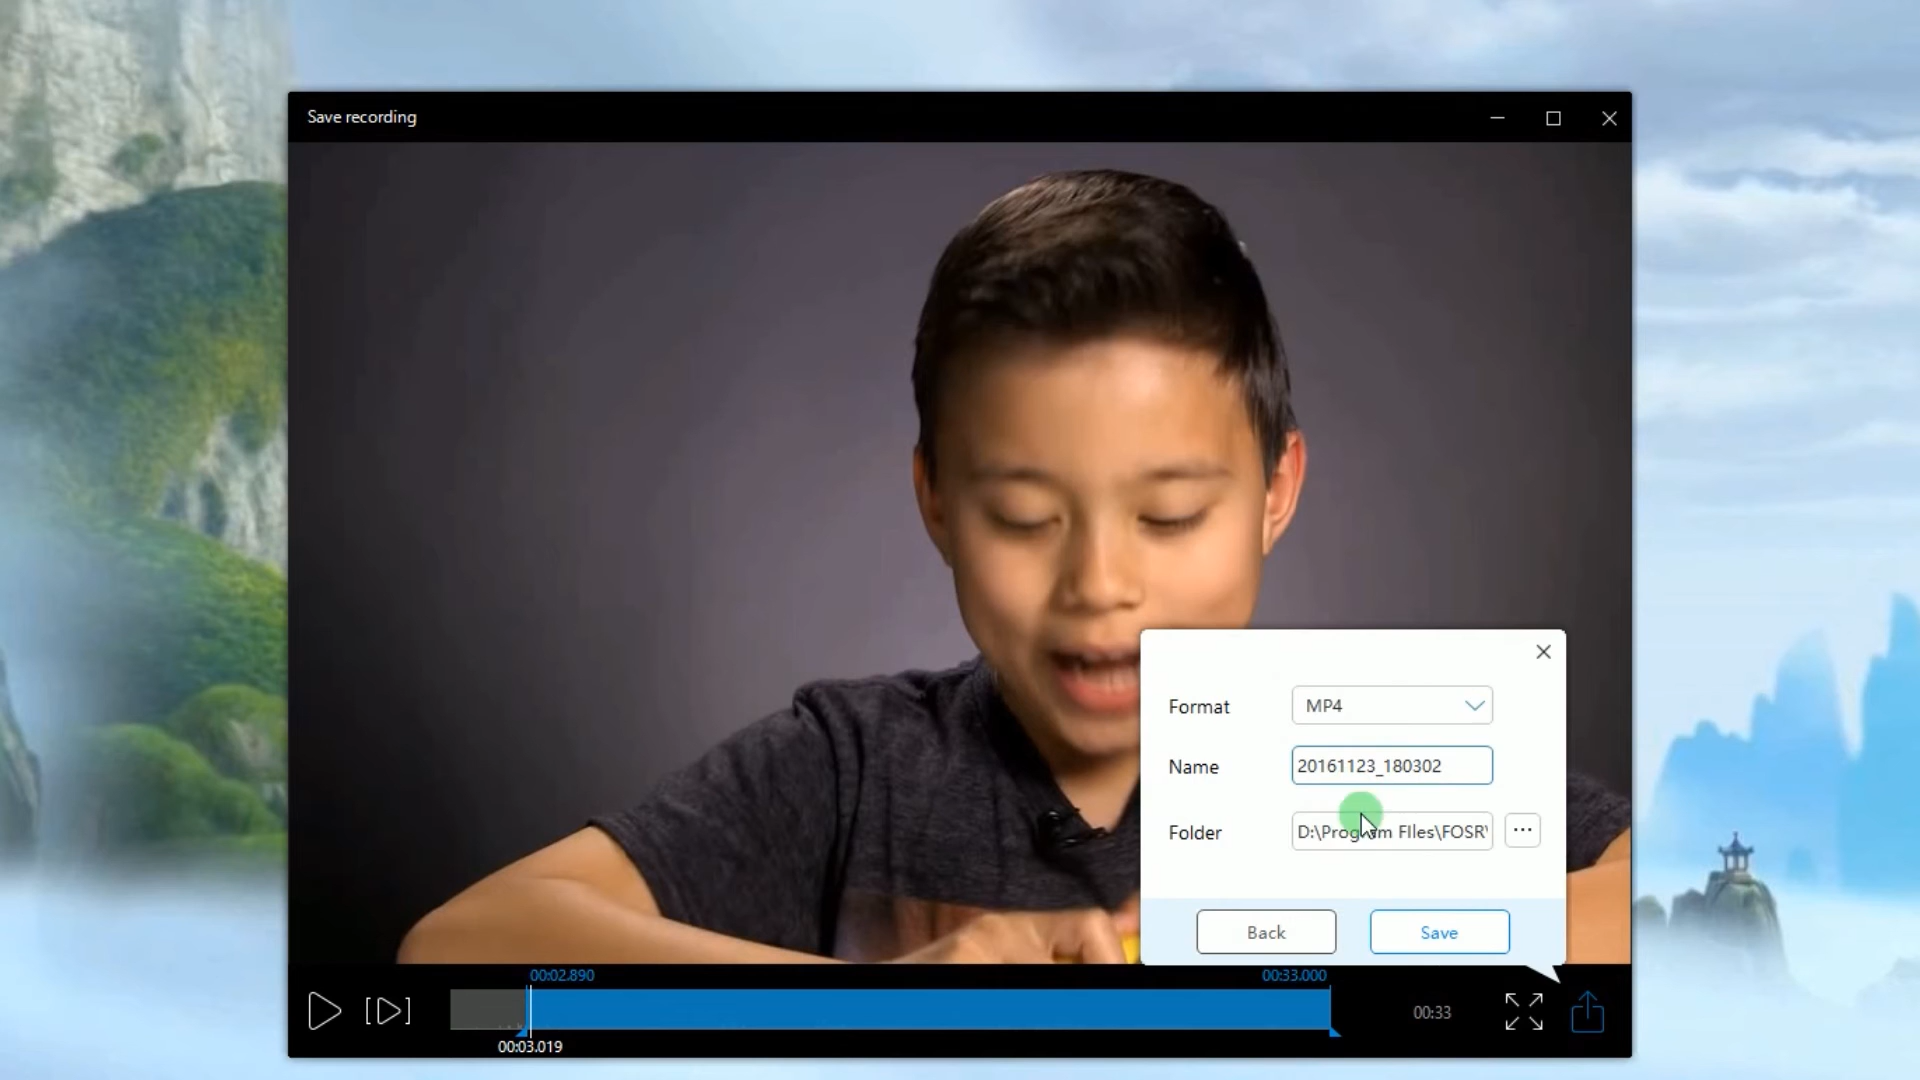 Save recording
Format
MP4
Name
20161123_180302
Folder
D:\Program FIles\FOSR\
Back
Save
00:02.890
00:33.000
00:33
00:03.019